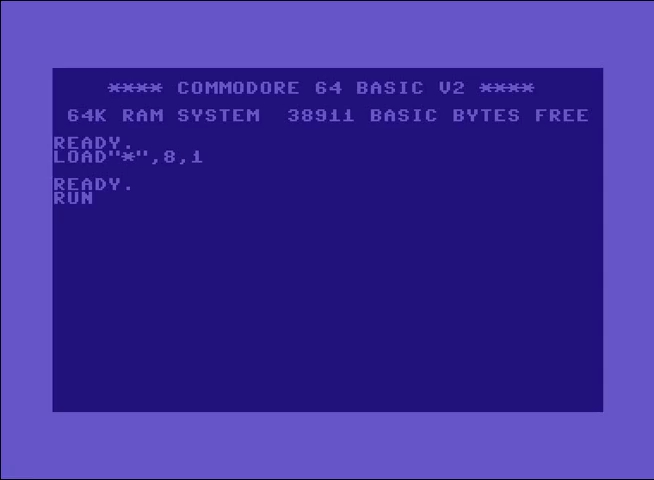 **** COMMODORE 64 BASIC V2 ****
64K RAM SYSTEM  38911 BASIC BYTES FREE
READY.
LOAD"*",8,1
READY.
RUN